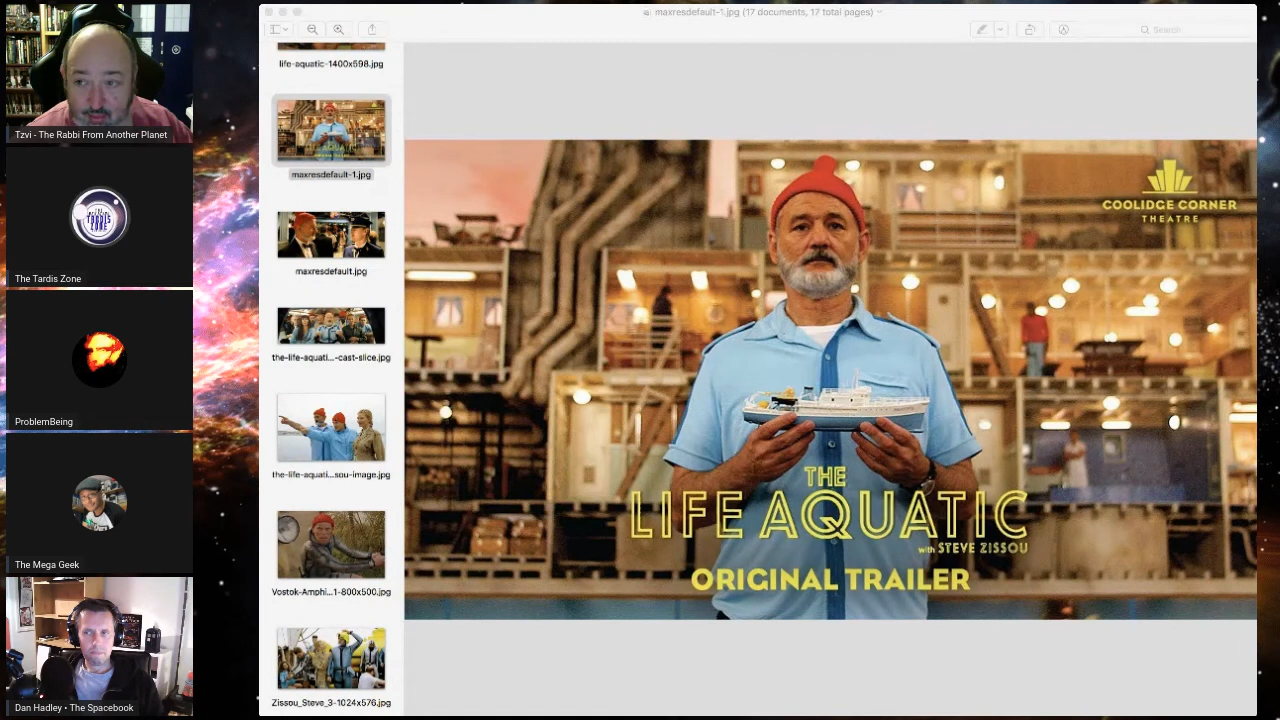 Tzvi - The Rabbi From Another Planet
TARDIS
ZONE
The Tardis Zone
ProblemBeing
The Mega Geek
Dan Hadley • The Spacebook
maxresdefault-1.jpg (17 documents, 17 total pages)
Search
life-aquatic-1400x598.jpg
maxresdefault-1.jpg
maxresdefault.jpg
the-life-aquati...-cast-slice.jpg
the-life-aquati...sou-image.jpg
Vostok-Amphi...1-800x500.jpg
Zissou_Steve_3-1024x576.jpg
COOLIDGE CORNER
THEATRE
THE
LIFE AQUATIC
with STEVE ZISSOU
ORIGINAL TRAILER